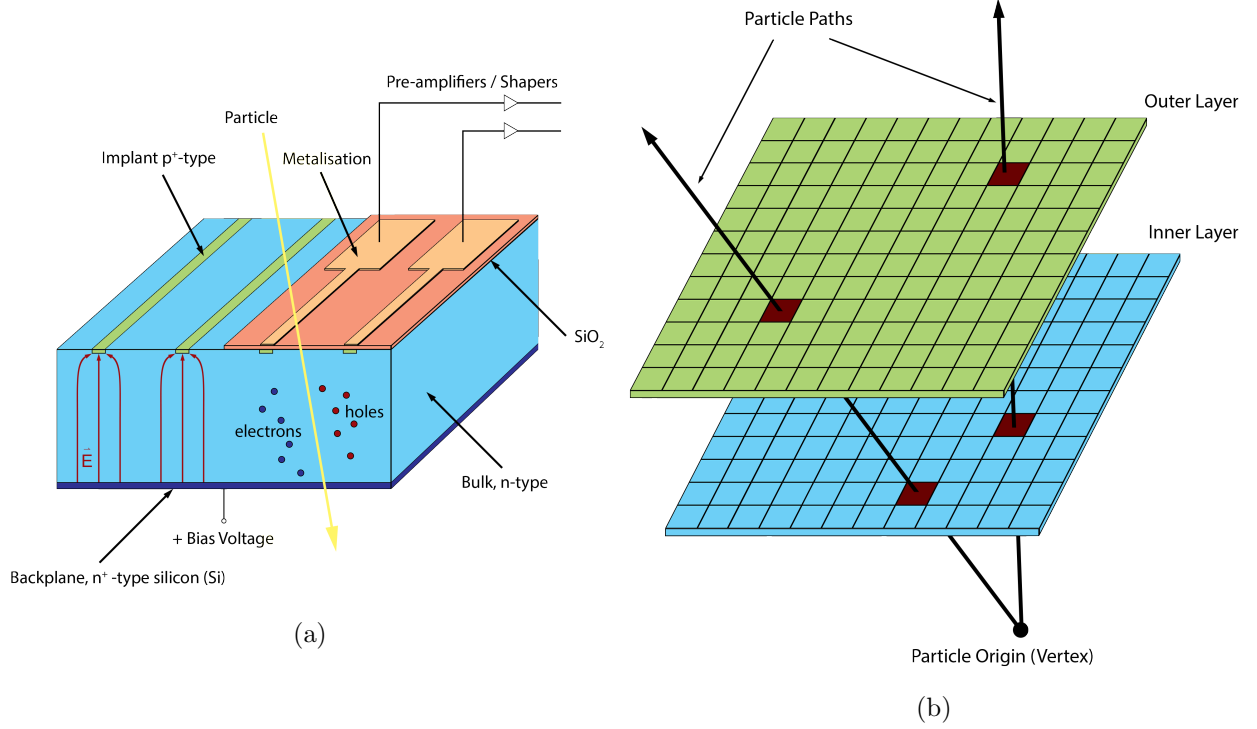 Pre-amplifiers / Shapers
Particle
Implant p⁺-type
Metalisation
SiO₂
holes
electrons
E⃗
Bulk, n-type
+ Bias Voltage
Backplane, n⁺ -type silicon (Si)
(a)
Particle Paths
Outer Layer
Inner Layer
Particle Origin (Vertex)
(b)